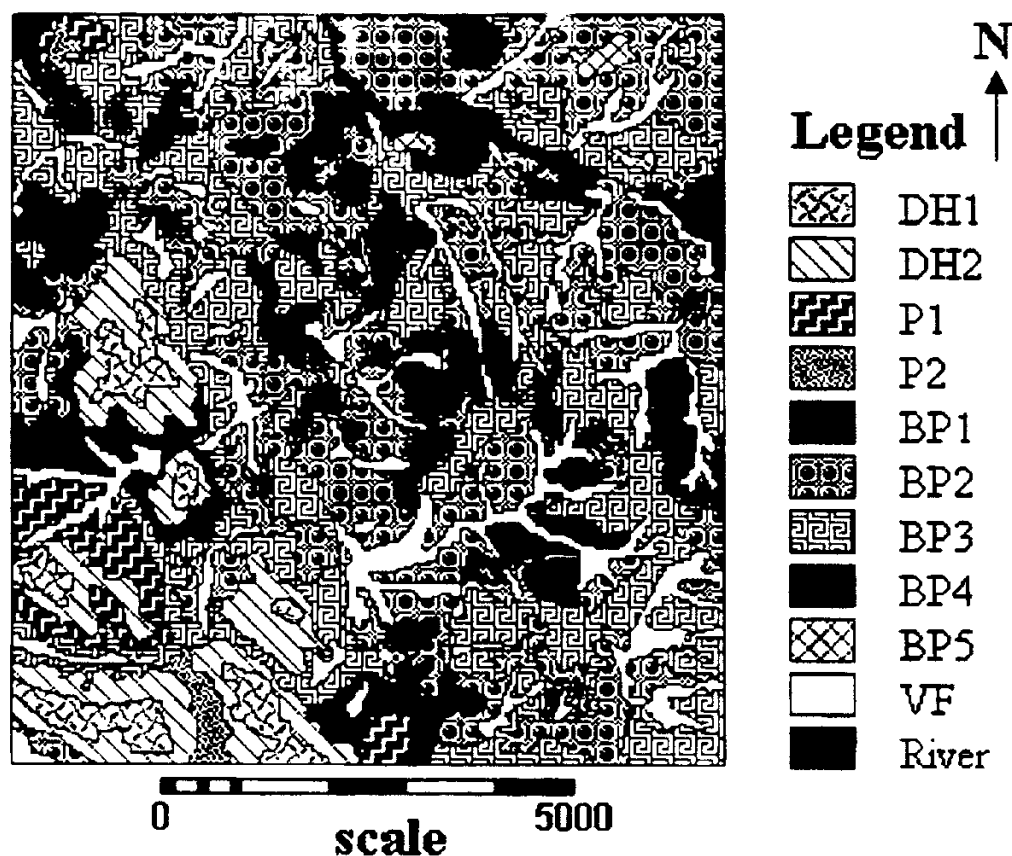 N
Legend
DH1
DH2
P1
P2
BP1
BP2
BP3
BP4
BP5
VF
River
0 5000
scale